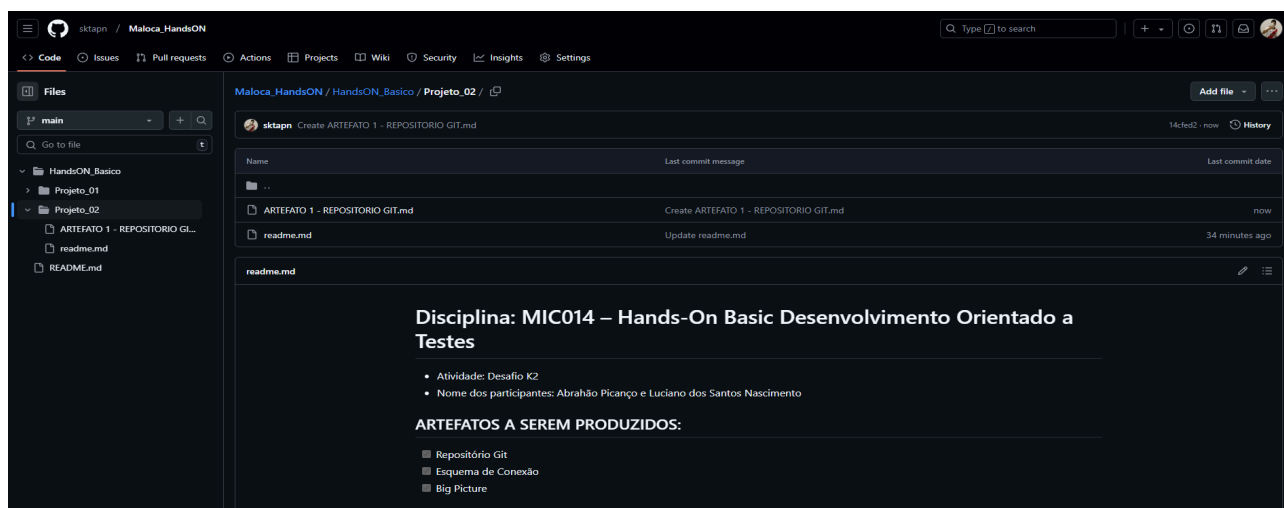 sktapn / Maloca_HandsON
Type / to search
Code Issues Pull requests Actions Projects Wiki Security Insights Settings
Files
main
Go to file t
HandsON_Basico
Projeto_01
Projeto_02
ARTEFATO 1 - REPOSITORIO GI...
readme.md
README.md
Maloca_HandsON / HandsON_Basico / Projeto_02 /
Add file
sktapn Create ARTEFATO 1 - REPOSITORIO GIT.md
14cfed2 · now History
Name Last commit message Last commit date
..
ARTEFATO 1 - REPOSITORIO GIT.md Create ARTEFATO 1 - REPOSITORIO GIT.md now
readme.md Update readme.md 34 minutes ago
readme.md
Disciplina: MIC014 – Hands-On Basic Desenvolvimento Orientado a
Testes
• Atividade: Desafio K2
• Nome dos participantes: Abrahão Picanço e Luciano dos Santos Nascimento
ARTEFATOS A SEREM PRODUZIDOS:
Repositório Git
Esquema de Conexão
Big Picture